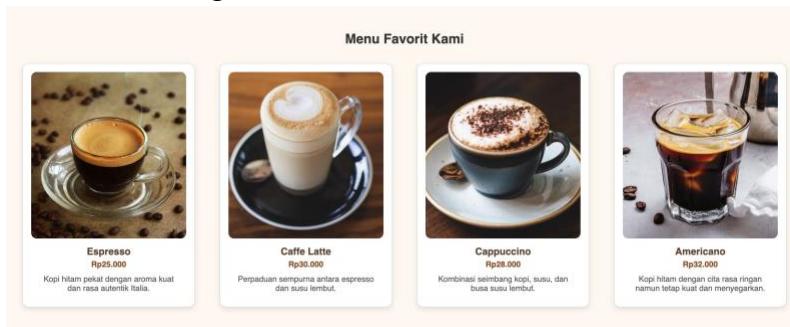 Menu Favorit Kami
Espresso
Rp25.000
Kopi hitam pekat dengan aroma kuat
dan rasa autentik Italia.
Caffe Latte
Rp30.000
Perpaduan sempurna antara espresso
dan susu lembut.
Cappuccino
Rp28.000
Kombinasi seimbang kopi, susu, dan
busa susu lembut.
Americano
Rp32.000
Kopi hitam dengan cita rasa ringan
namun tetap kuat dan menyegarkan.